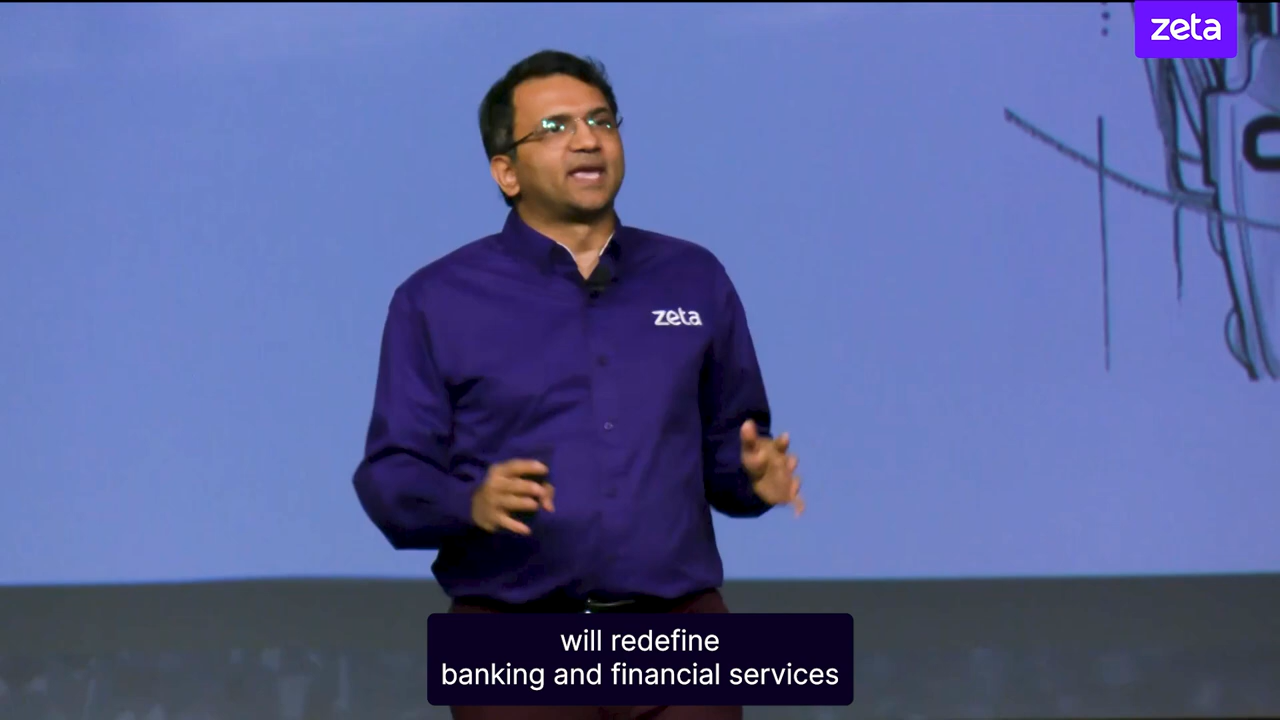 zeta
zeta
will redefine
banking and financial services